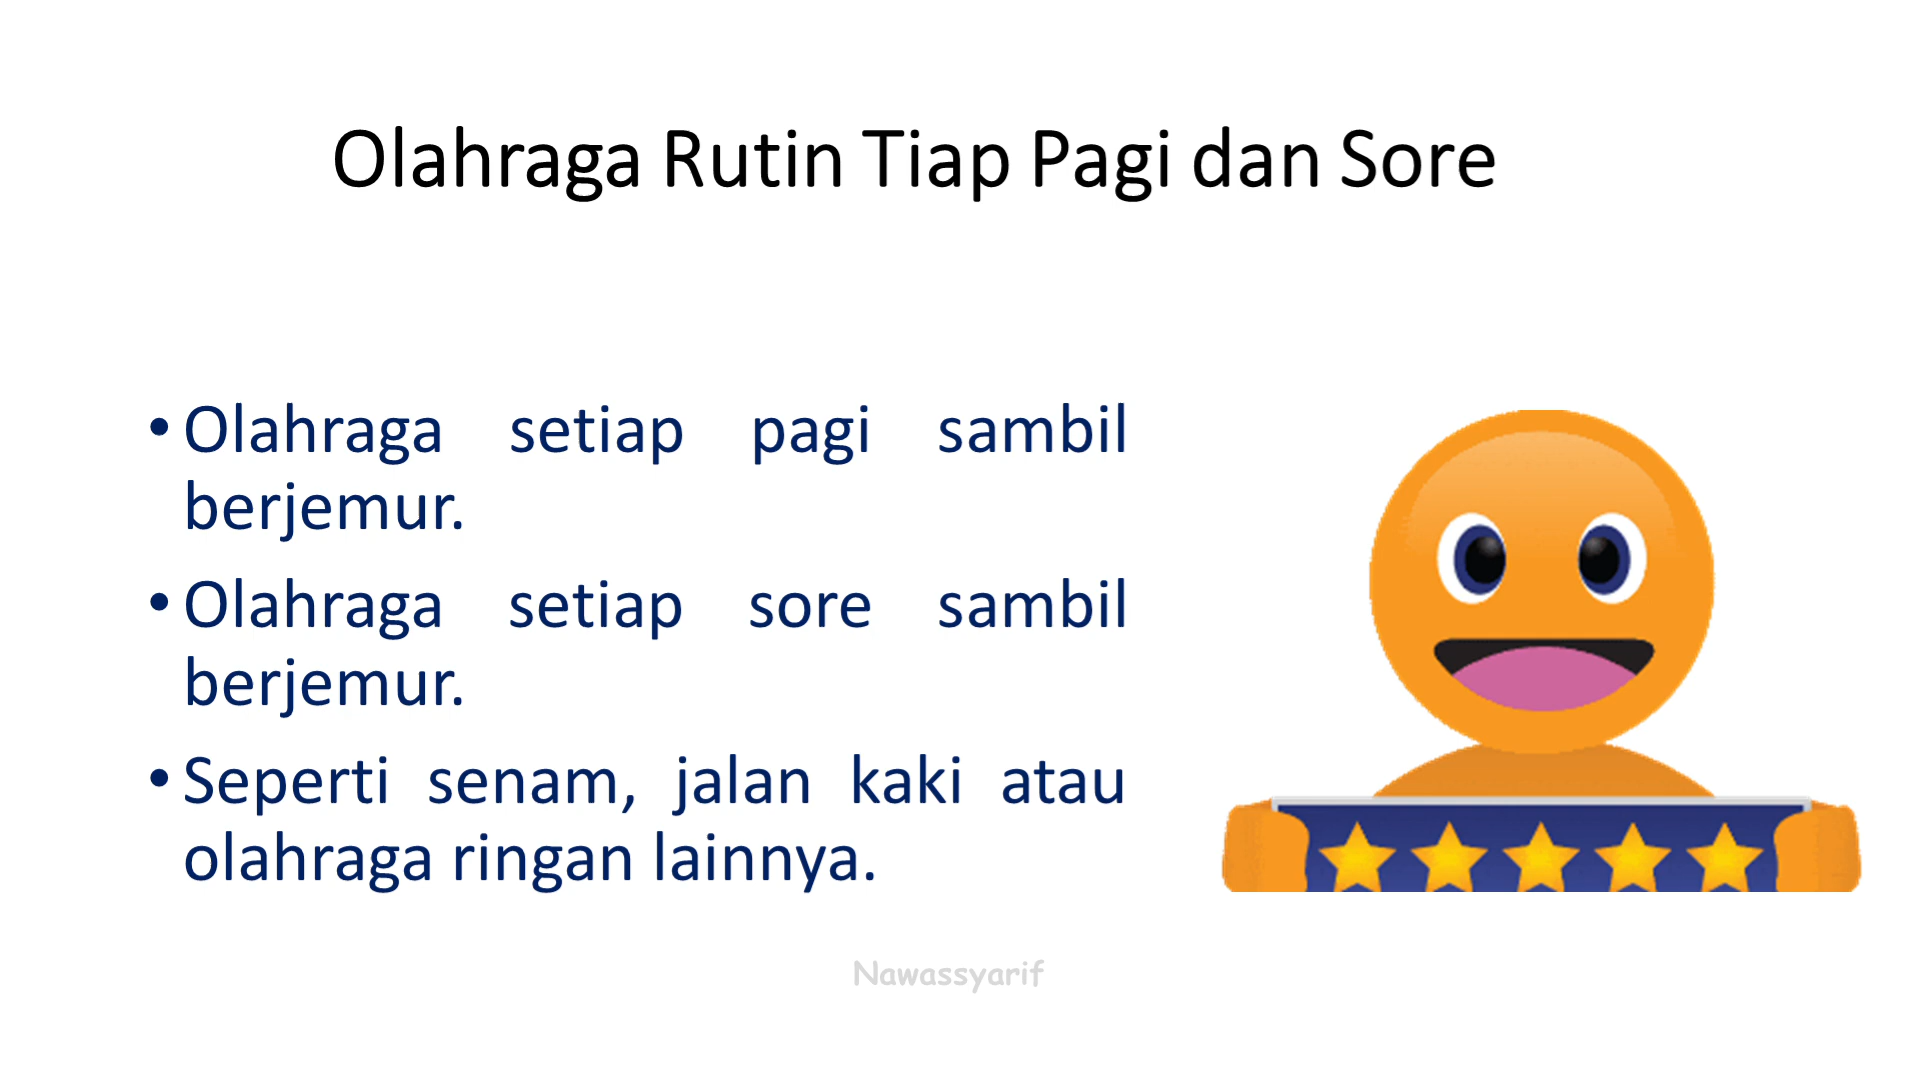 Olahraga Rutin Tiap Pagi dan Sore
• Olahraga setiap pagi sambil
berjemur.
• Olahraga setiap sore sambil
berjemur.
• Seperti senam, jalan kaki atau
olahraga ringan lainnya.
Nawassyarif